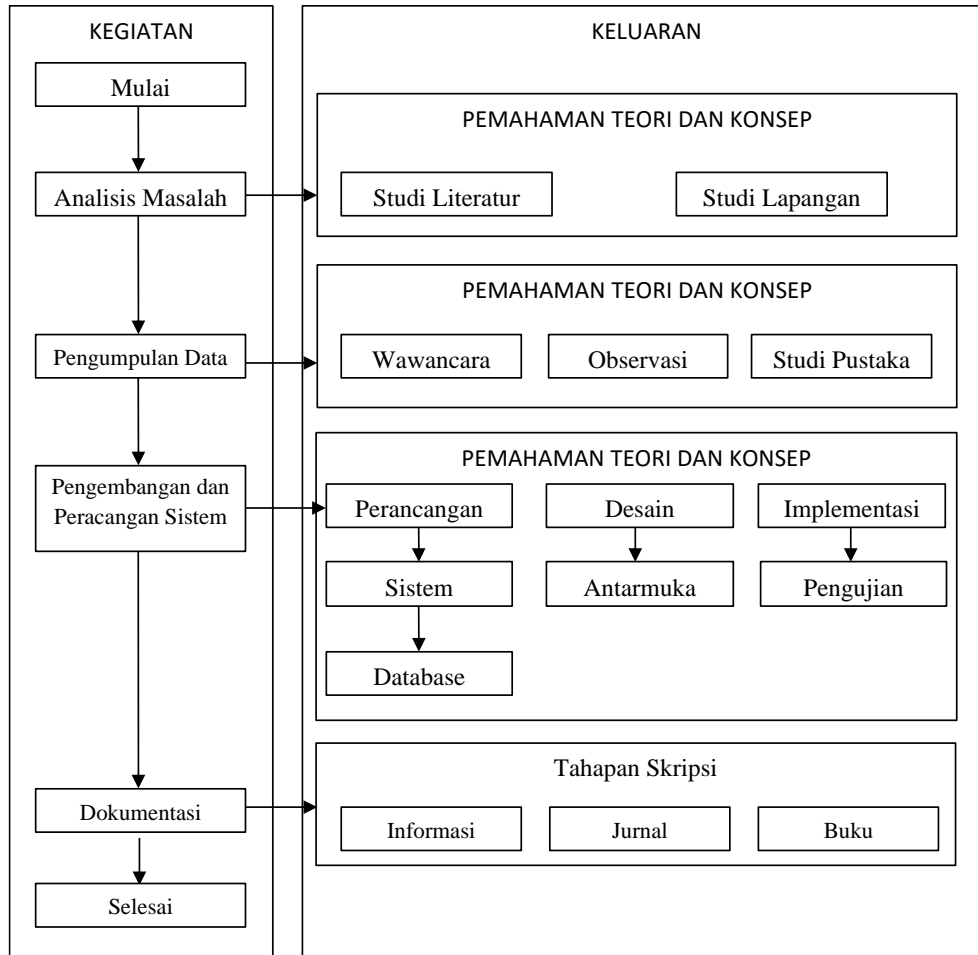 KEGIATAN
KELUARAN
Mulai
PEMAHAMAN TEORI DAN KONSEP
Analisis Masalah
Studi Literatur
Studi Lapangan
PEMAHAMAN TEORI DAN KONSEP
Pengumpulan Data
Wawancara
Observasi
Studi Pustaka
PEMAHAMAN TEORI DAN KONSEP
Pengembangan dan
Peracangan Sistem
Perancangan
Desain
Implementasi
Sistem
Antarmuka
Pengujian
Database
Tahapan Skripsi
Dokumentasi
Informasi
Jurnal
Buku
Selesai